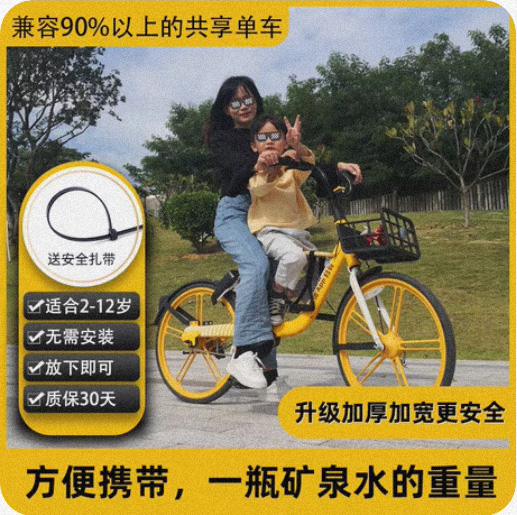 兼容90%以上的共享单车
送安全扎带
适合2-12岁
无需安装
放下即可
质保30天
升级加厚加宽更安全
方便携带，一瓶矿泉水的重量